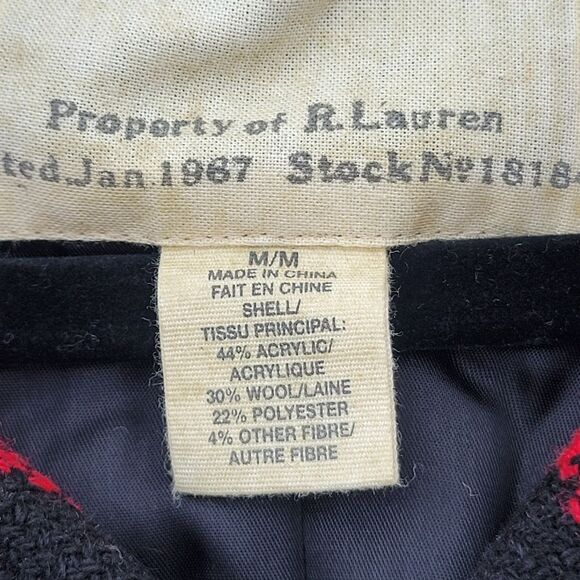 Property of R. Lauren
ted. Jan 1967 Stock No 1818
M/M
MADE IN CHINA
FAIT EN CHINE
SHELL/
TISSU PRINCIPAL:
44% ACRYLIC/
ACRYLIQUE
30% WOOL/LAINE
22% POLYESTER
4% OTHER FIBRE/
AUTRE FIBRE